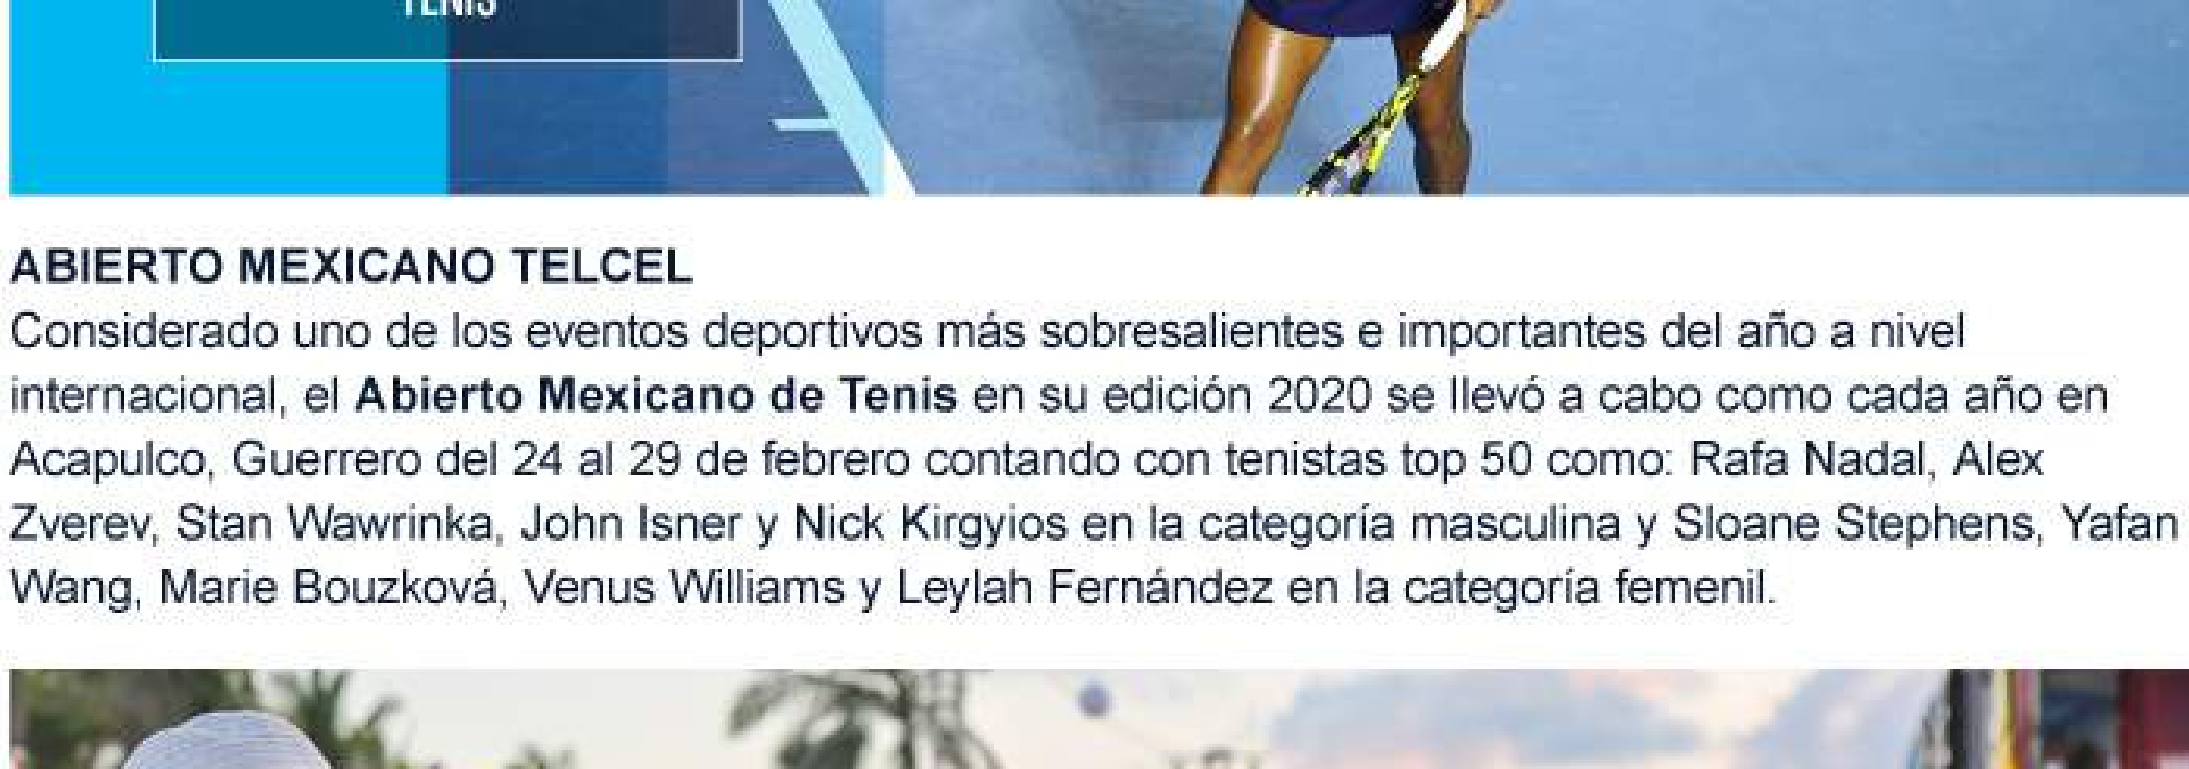 TENIS
ABIERTO MEXICANO TELCEL
Considerado uno de los eventos deportivos más sobresalientes e importantes del año a nivel
internacional, el Abierto Mexicano de Tenis en su edición 2020 se llevó a cabo como cada año en
Acapulco, Guerrero del 24 al 29 de febrero contando con tenistas top 50 como: Rafa Nadal, Alex
Zverev, Stan Wawrinka, John Isner y Nick Kirgyios en la categoría masculina y Sloane Stephens, Yafan
Wang, Marie Bouzková, Venus Williams y Leylah Fernández en la categoría femenil.